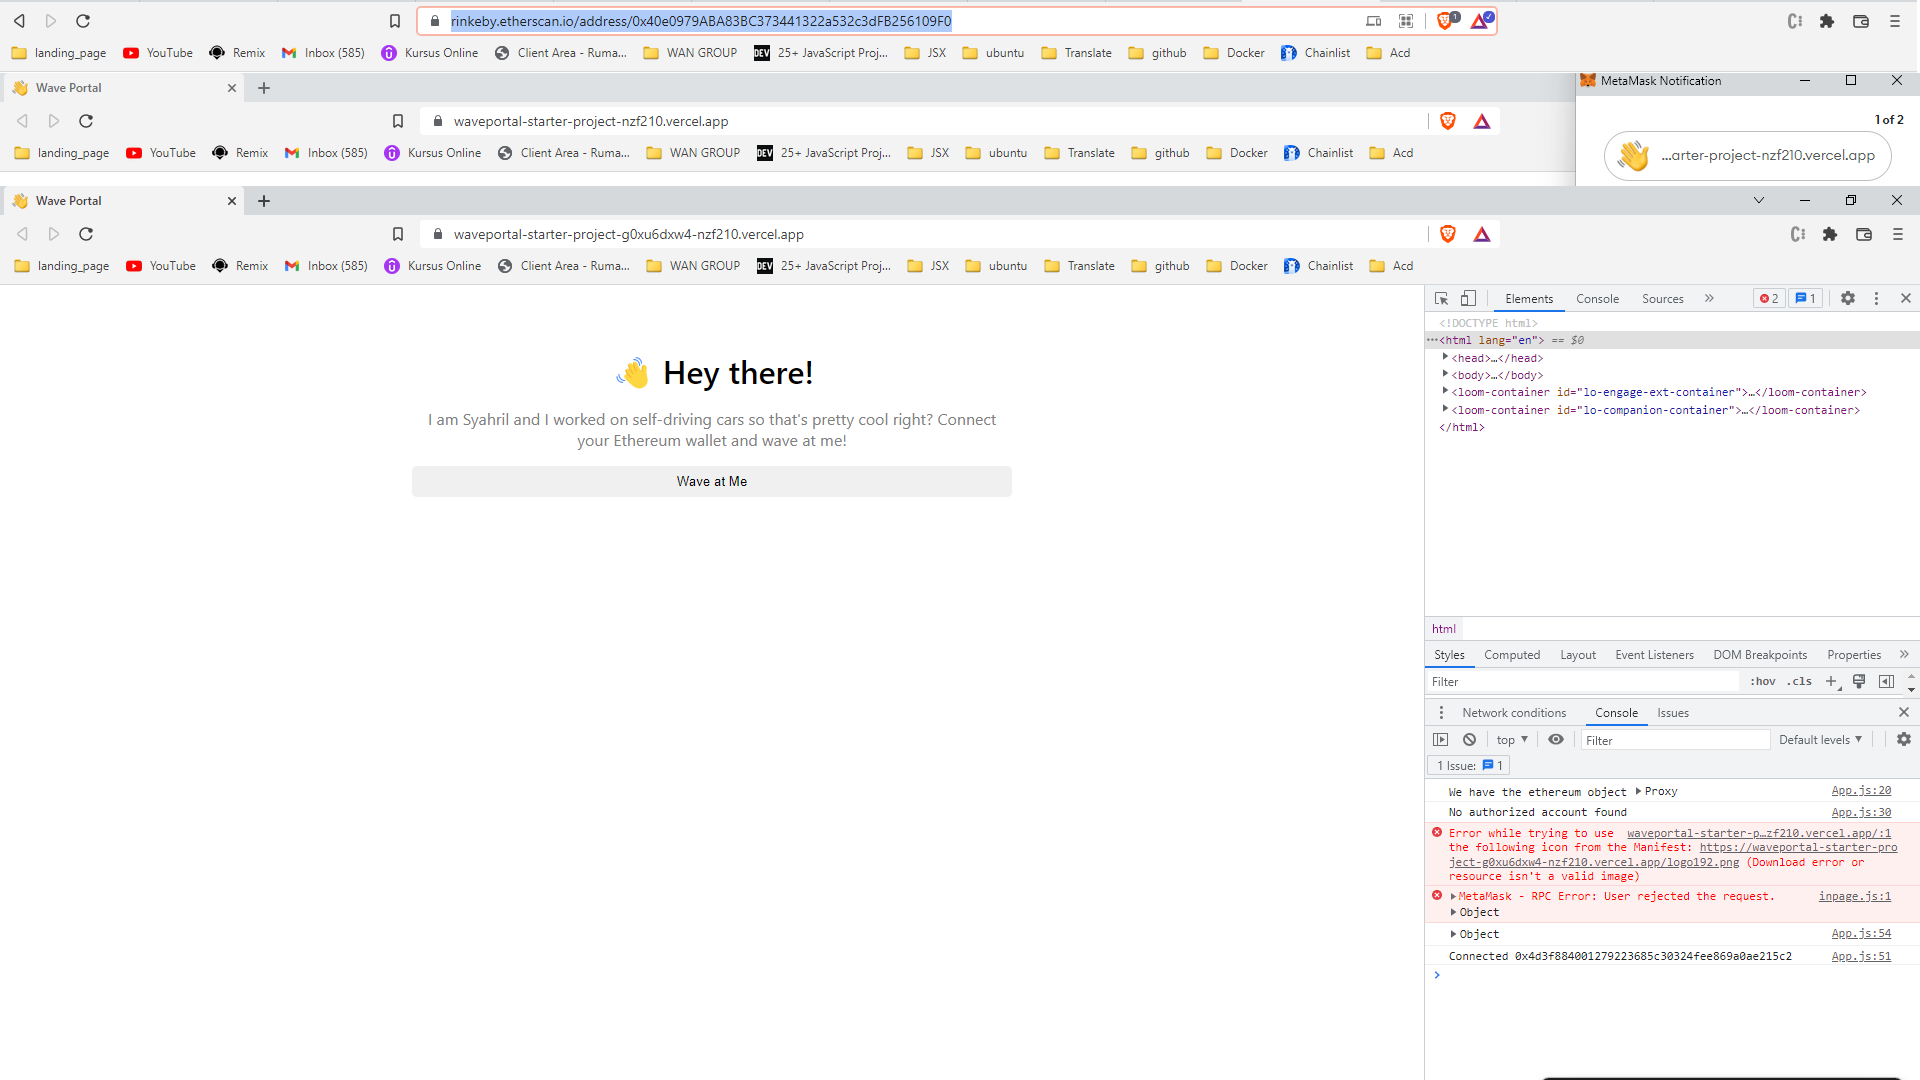 rinkeby.etherscan.io/address/0x40e0979ABA83BC373441322a532c3dFB256109F0
1
landing_page YouTube Remix Inbox (585) Kursus Online Client Area - Ruma... WAN GROUP DEV 25+ JavaScript Proj... JSX ubuntu Translate github Docker Chainlist Acd
Wave Portal
MetaMask Notification
waveportal-starter-project-nzf210.vercel.app
1 of 2
landing_page YouTube Remix Inbox (585) Kursus Online Client Area - Ruma... WAN GROUP DEV 25+ JavaScript Proj... JSX ubuntu Translate github Docker Chainlist Acd
...arter-project-nzf210.vercel.app
Wave Portal
waveportal-starter-project-g0xu6dxw4-nzf210.vercel.app
landing_page YouTube Remix Inbox (585) Kursus Online Client Area - Ruma... WAN GROUP DEV 25+ JavaScript Proj... JSX ubuntu Translate github Docker Chainlist Acd
Hey there!
I am Syahril and I worked on self-driving cars so that's pretty cool right? Connect
your Ethereum wallet and wave at me!
Wave at Me
Elements Console Sources » 2 1
<!DOCTYPE html>
...<html lang="en"> == $0
<head>…</head>
<body>…</body>
<loom-container id="lo-engage-ext-container">…</loom-container>
<loom-container id="lo-companion-container">…</loom-container>
</html>
html
Styles Computed Layout Event Listeners DOM Breakpoints Properties »
Filter :hov .cls +
Network conditions Console Issues
top Filter Default levels
1 Issue: 1
We have the ethereum object Proxy App.js:20
No authorized account found App.js:30
Error while trying to use waveportal-starter-p…zf210.vercel.app/:1
the following icon from the Manifest: https://waveportal-starter-pro
ject-g0xu6dxw4-nzf210.vercel.app/logo192.png (Download error or
resource isn't a valid image)
MetaMask - RPC Error: User rejected the request. inpage.js:1
Object
Object App.js:54
Connected 0x4d3f884001279223685c30324fee869a0ae215c2 App.js:51
>